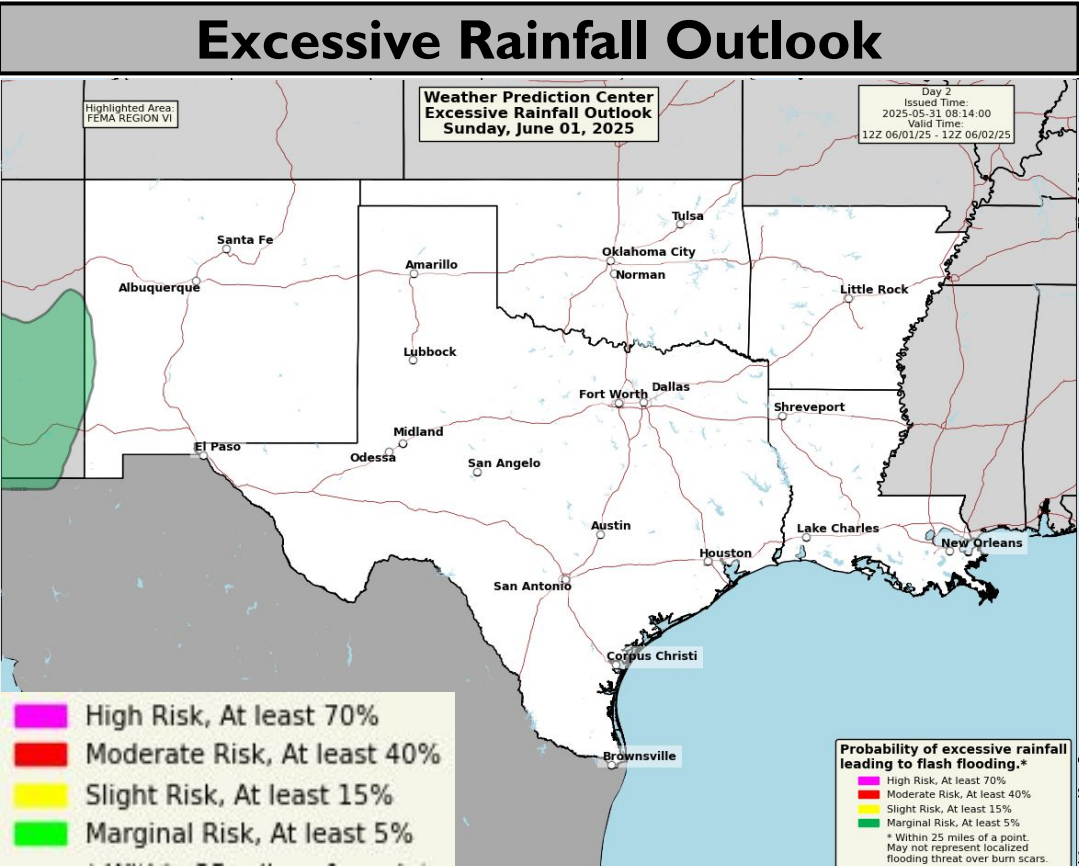 Excessive Rainfall Outlook
Highlighted Area:
FEMA REGION VI
Weather Prediction Center
Excessive Rainfall Outlook
Sunday, June 01, 2025
Day 2
Issued Time:
2025-05-31 08:14:00
Valid Time:
12Z 06/01/25 - 12Z 06/02/25
Tulsa
Santa Fe
Oklahoma City
Amarillo
Norman
Albuquerque
Little Rock
Lubbock
Dallas
Fort Worth
Shreveport
Midland
El Paso
Odessa
San Angelo
Austin
Lake Charles
New Orleans
Houston
San Antonio
Corpus Christi
Brownsville
High Risk, At least 70%
Moderate Risk, At least 40%
Slight Risk, At least 15%
Marginal Risk, At least 5%
Probability of excessive rainfall
leading to flash flooding.*
High Risk, At least 70%
Moderate Risk, At least 40%
Slight Risk, At least 15%
Marginal Risk, At least 5%
* Within 25 miles of a point.
May not represent localized
flooding threat over burn scars.